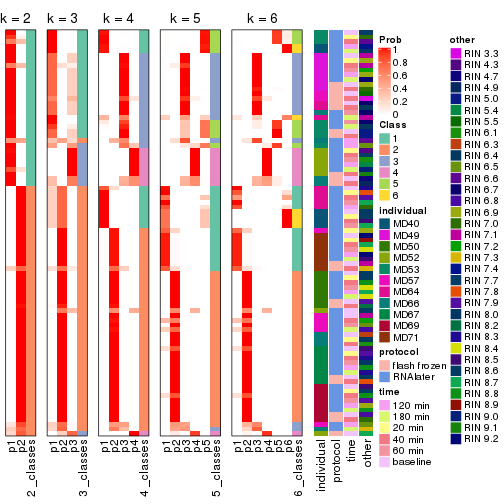 k = 2
k = 3
k = 4
k = 5
k = 6
p1
p2
2_classes
p1
p2
p3
3_classes
p1
p2
p3
p4
4_classes
p1
p2
p3
p4
p5
5_classes
p1
p2
p3
p4
p5
p6
6_classes
individual
protocol
time
other
Prob
1
0.8
0.6
0.4
0.2
0
Class
1
2
3
4
5
6
individual
MD40
MD49
MD50
MD52
MD53
MD57
MD64
MD66
MD67
MD69
MD71
protocol
flash frozen
RNAlater
time
120 min
180 min
20 min
40 min
60 min
baseline
other
RIN 3.3
RIN 4.3
RIN 4.7
RIN 4.9
RIN 5.0
RIN 5.4
RIN 5.5
RIN 6.1
RIN 6.3
RIN 6.4
RIN 6.5
RIN 6.6
RIN 6.7
RIN 6.8
RIN 6.9
RIN 7.0
RIN 7.1
RIN 7.2
RIN 7.3
RIN 7.4
RIN 7.7
RIN 7.8
RIN 7.9
RIN 8.0
RIN 8.2
RIN 8.3
RIN 8.4
RIN 8.5
RIN 8.6
RIN 8.7
RIN 8.8
RIN 8.9
RIN 9.0
RIN 9.1
RIN 9.2